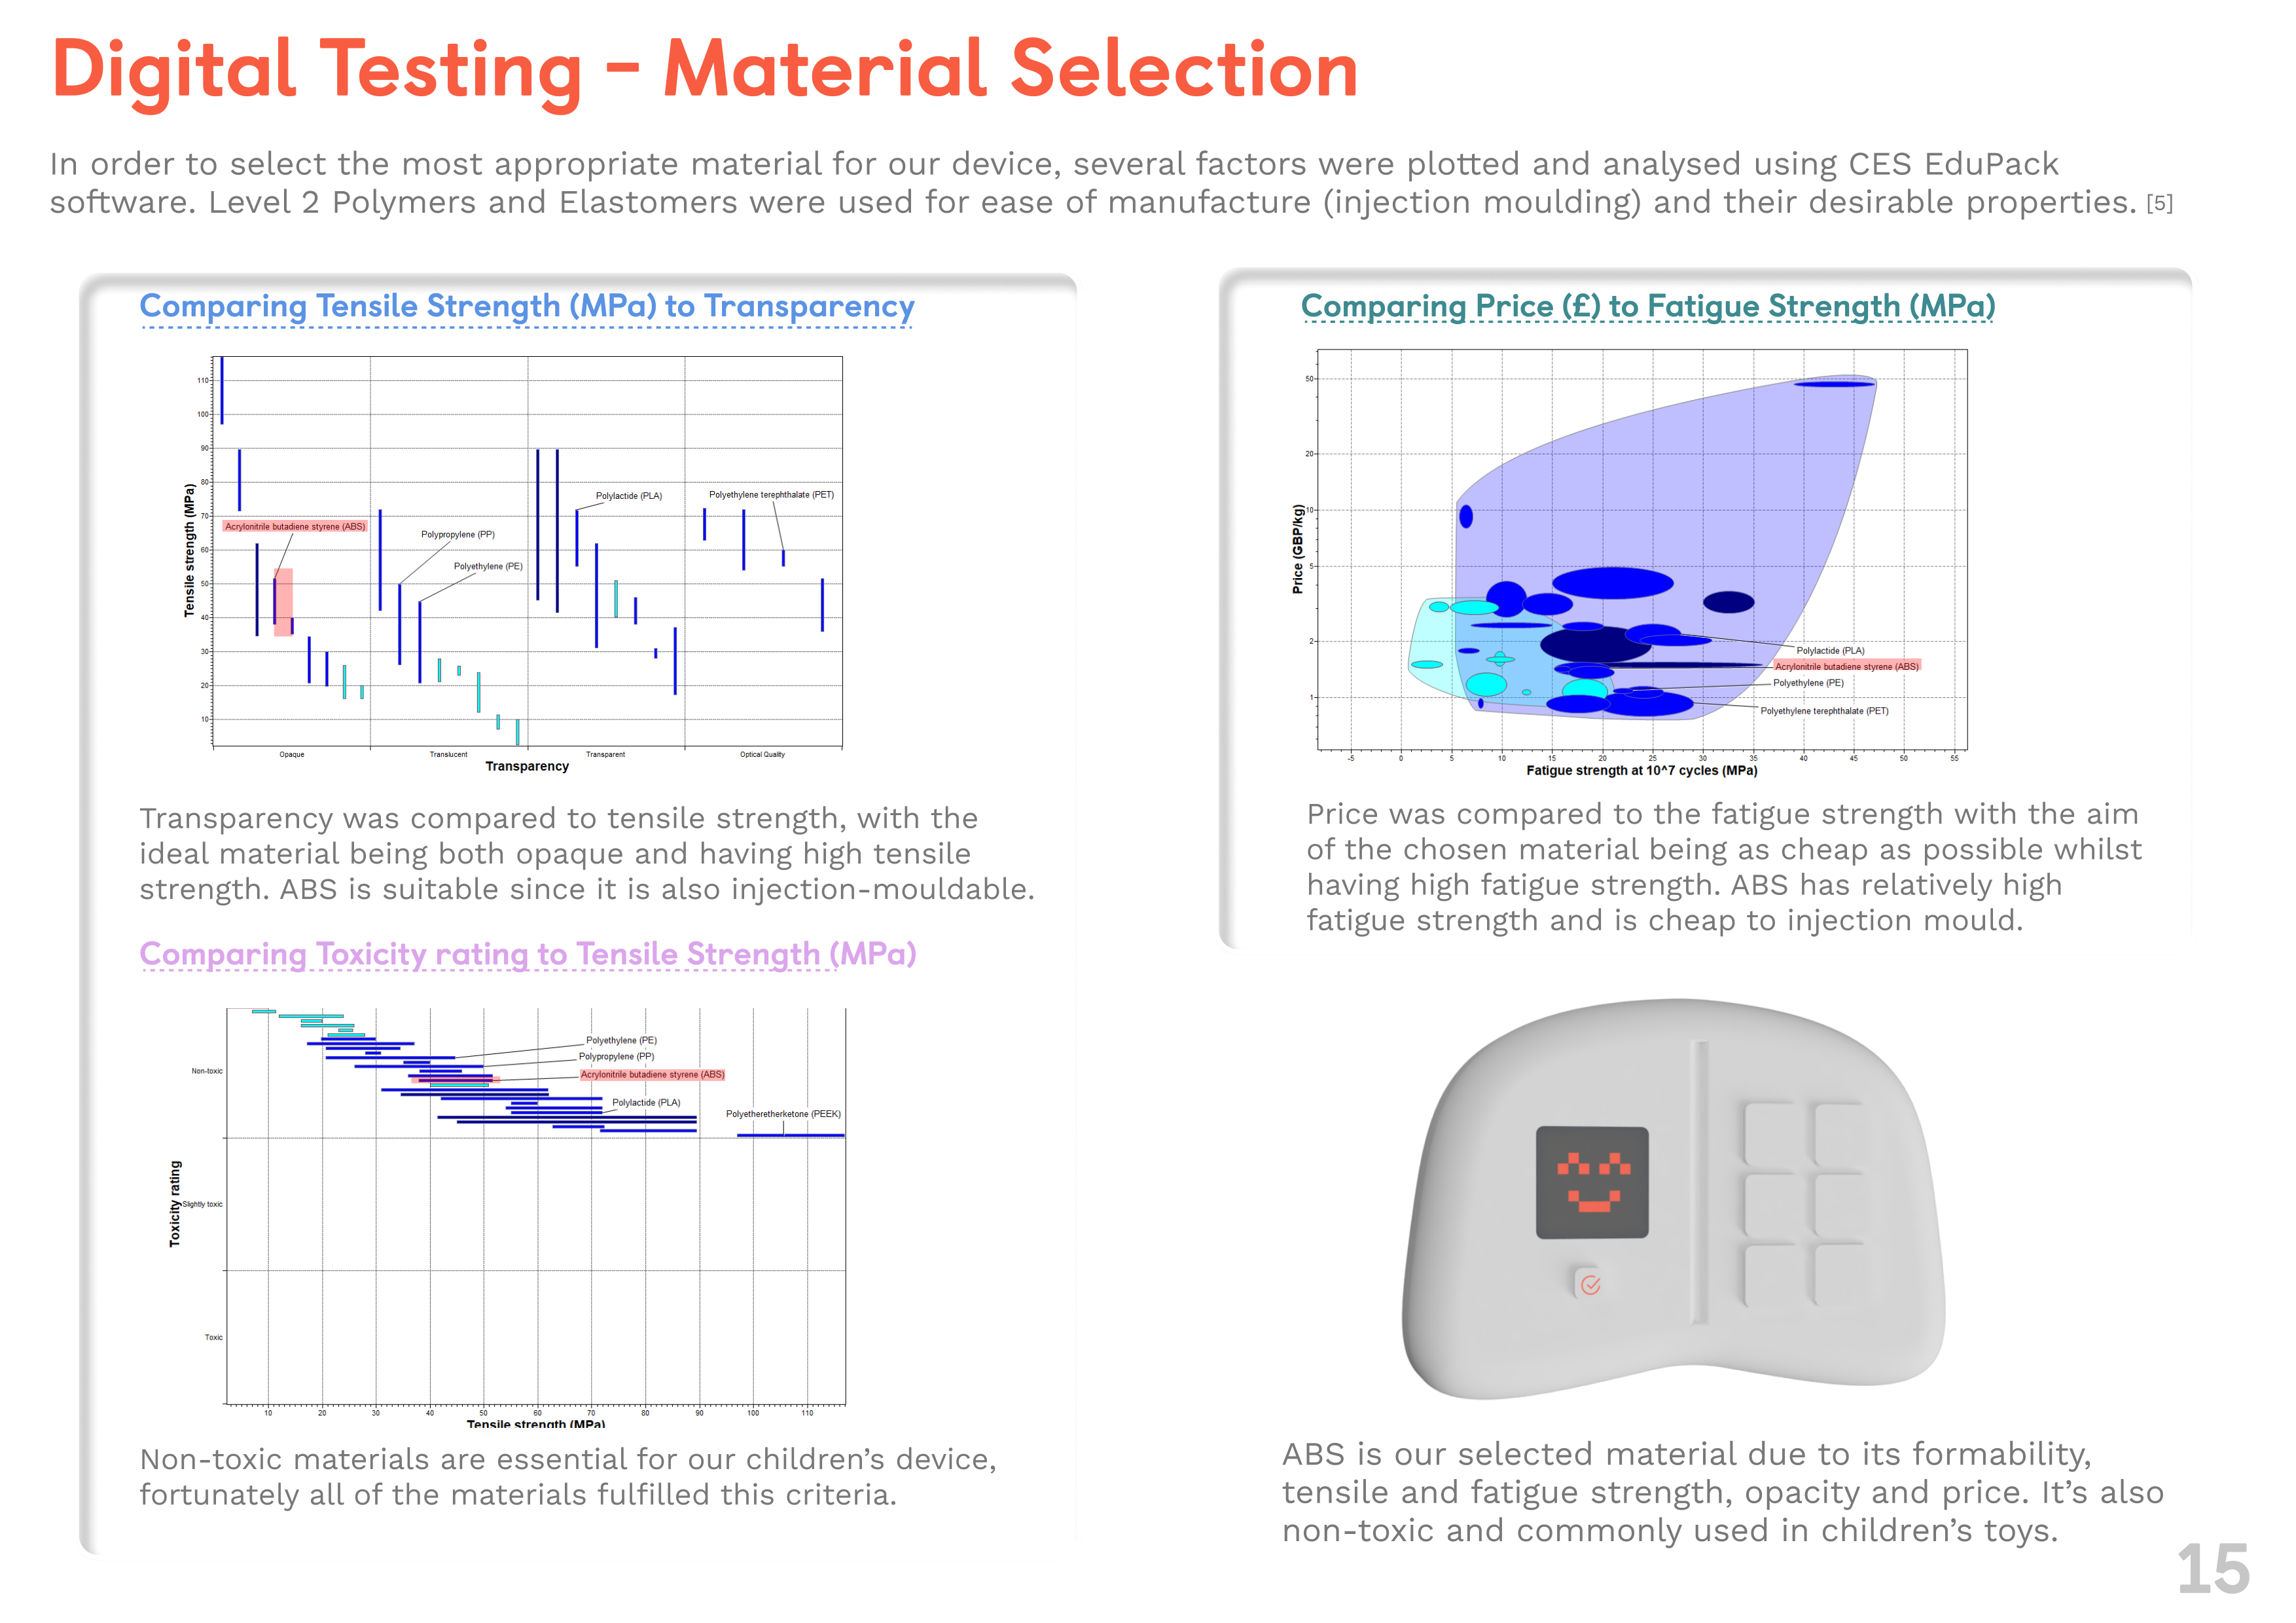 Digital Testing – Material Selection
In order to select the most appropriate material for our device, several factors were plotted and analysed using CES EduPack
software. Level 2 Polymers and Elastomers were used for ease of manufacture (injection moulding) and their desirable properties. [5]
Comparing Tensile Strength (MPa) to Transparency
Tensile strength (MPa)
110
100
90
80
70
60
50
40
30
20
10
Acrylonitrile butadiene styrene (ABS)
Polypropylene (PP)
Polyethylene (PE)
Polylactide (PLA)
Polyethylene terephthalate (PET)
Opaque Translucent Transparent Optical Quality
Transparency
Transparency was compared to tensile strength, with the
ideal material being both opaque and having high tensile
strength. ABS is suitable since it is also injection-mouldable.
Comparing Toxicity rating to Tensile Strength (MPa)
Toxicity rating
Non-toxic
Slightly toxic
Toxic
Polyethylene (PE)
Polypropylene (PP)
Acrylonitrile butadiene styrene (ABS)
Polylactide (PLA)
Polyetheretherketone (PEEK)
10 20 30 40 50 60 70 80 90 100 110
Tensile strength (MPa)
Non-toxic materials are essential for our children’s device,
fortunately all of the materials fulfilled this criteria.
Comparing Price (£) to Fatigue Strength (MPa)
Price (GBP/kg)
50
20
10
5
2
1
Polylactide (PLA)
Acrylonitrile butadiene styrene (ABS)
Polyethylene (PE)
Polyethylene terephthalate (PET)
-5 0 5 10 15 20 25 30 35 40 45 50 55
Fatigue strength at 10^7 cycles (MPa)
Price was compared to the fatigue strength with the aim
of the chosen material being as cheap as possible whilst
having high fatigue strength. ABS has relatively high
fatigue strength and is cheap to injection mould.
ABS is our selected material due to its formability,
tensile and fatigue strength, opacity and price. It’s also
non-toxic and commonly used in children’s toys.
15